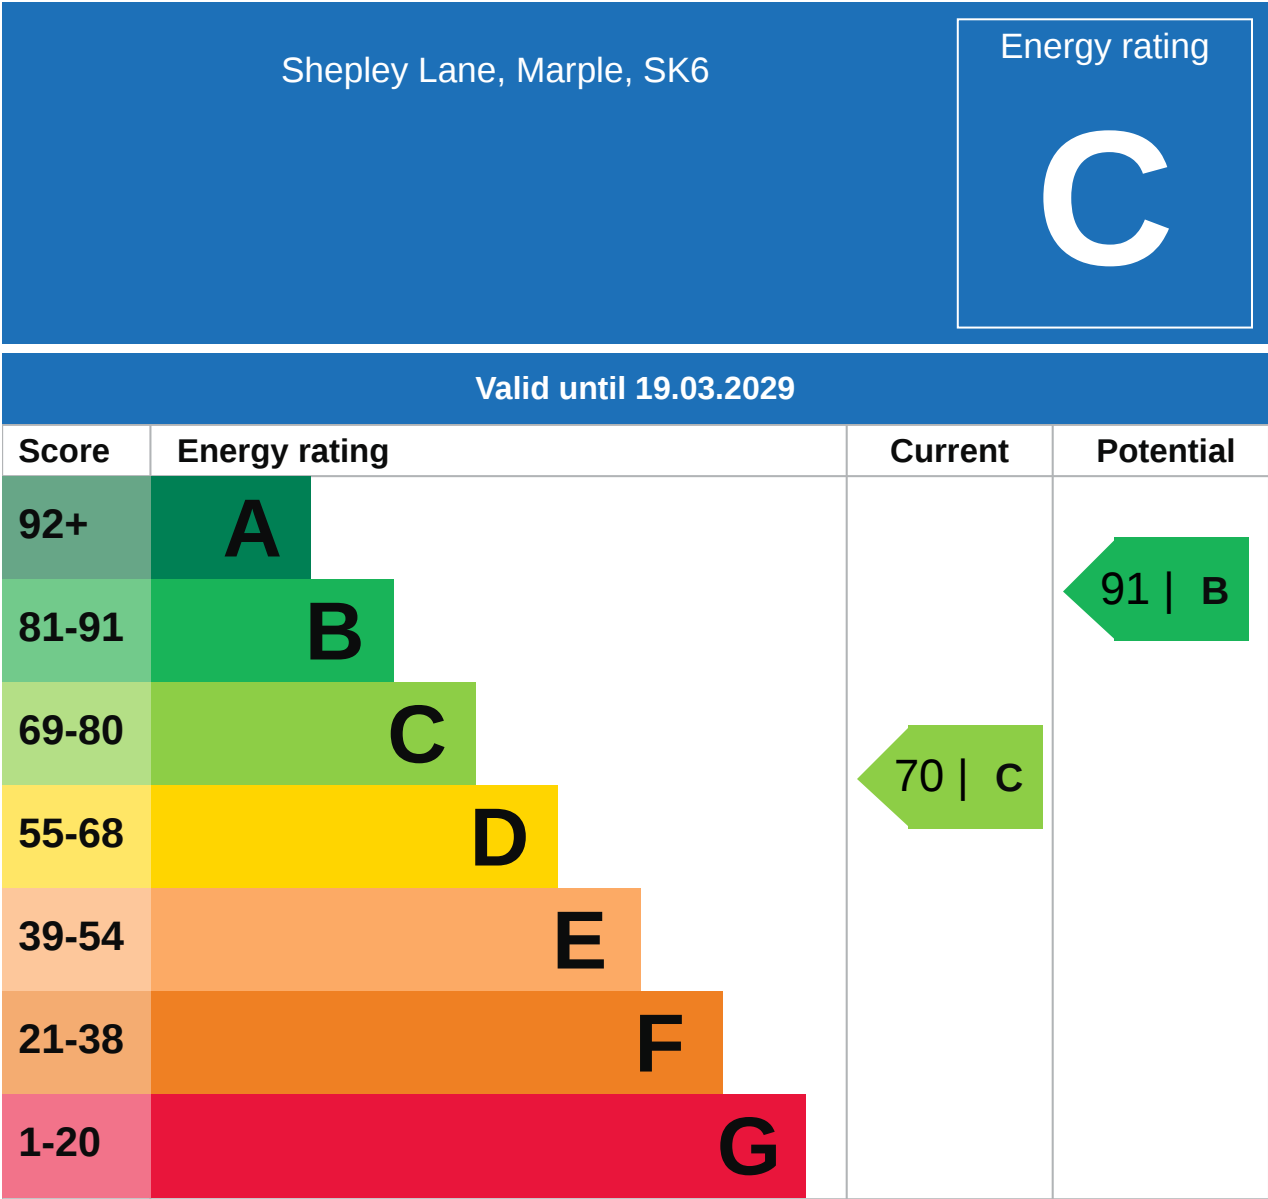 Shepley Lane, Marple, SK6
Energy rating
C
Valid until 19.03.2029
Score Energy rating Current Potential
92+ A
81-91 B
91 | B
69-80 C
70 | C
55-68 D
39-54 E
21-38 F
1-20 G